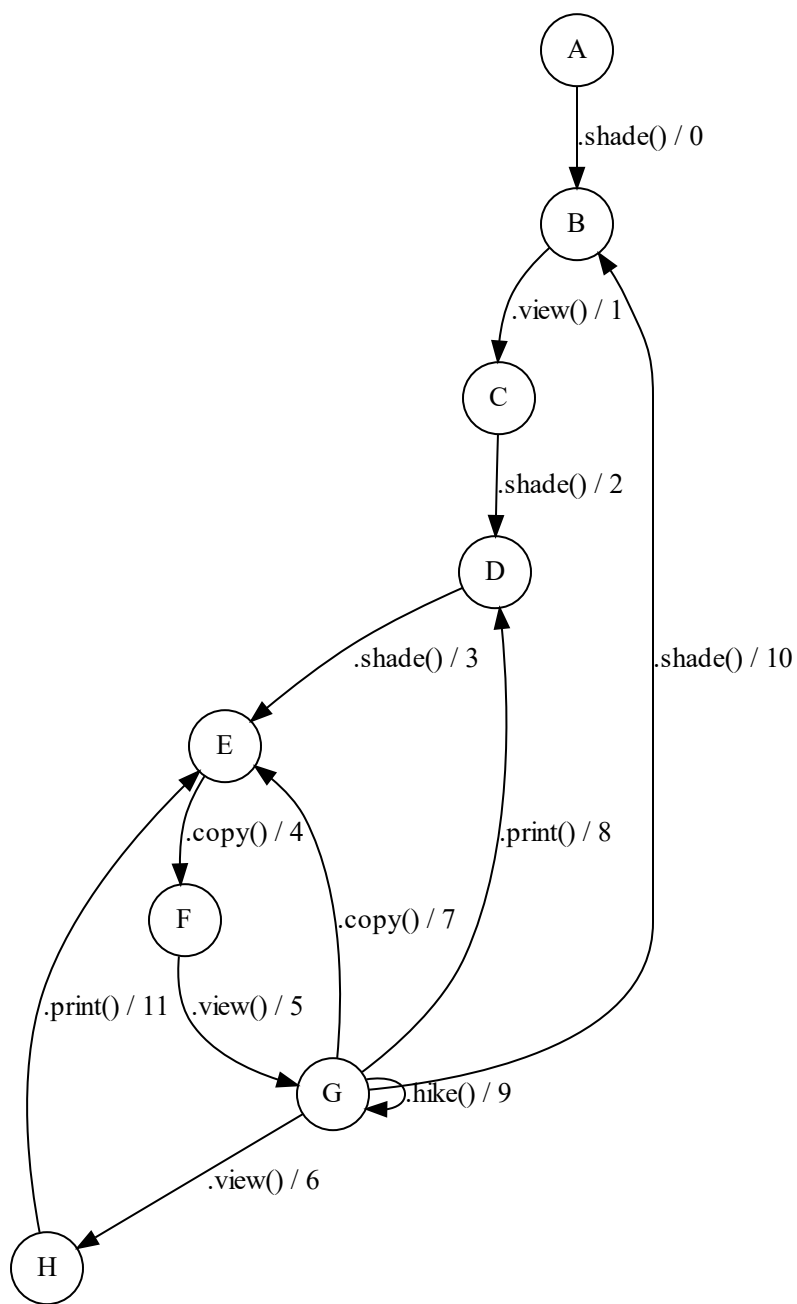 A
.shade() / 0
B
.view() / 1
C
.shade() / 2
D
.shade() / 3
.shade() / 10
E
.copy() / 4
.print() / 8
F
.copy() / 7
.print() / 11
.view() / 5
G
.hike() / 9
.view() / 6
H